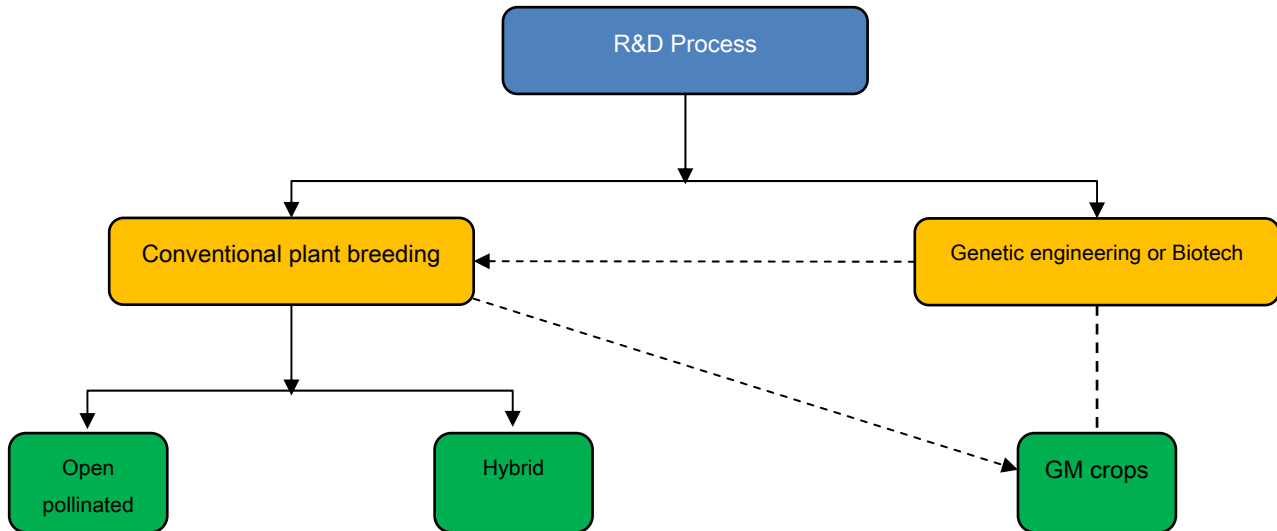 R&D Process
Conventional plant breeding
Genetic engineering or Biotech
Open
pollinated
Hybrid
GM crops